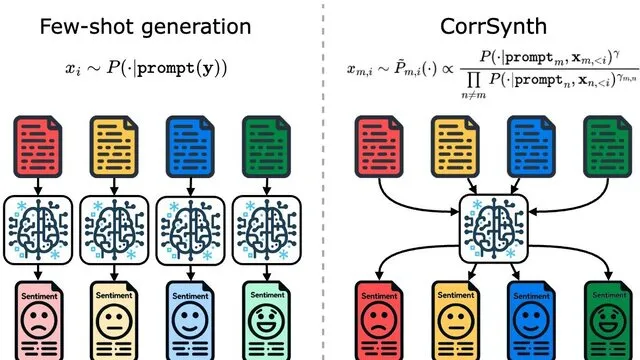 Few-shot generation
x_i ∼ P(·|prompt(y))
Sentiment
Sentiment
Sentiment
Sentiment
CorrSynth
x_{m,i} ∼ P̃_{m,i}(·) ∝ P(·|prompt_m, x_{m,<i})^γ / ∏_{n≠m} P(·|prompt_n, x_{n,<i})^{γ_{m,n}}
Sentiment
Sentiment
Sentiment
Sentiment